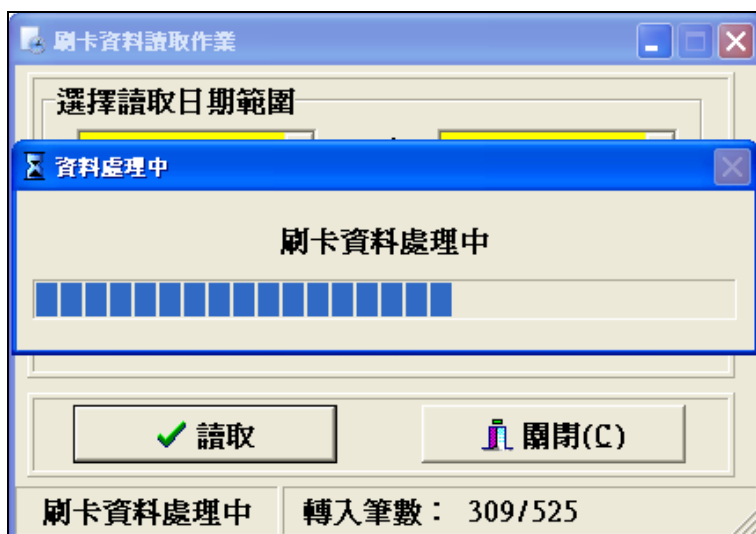 刷卡資料讀取作業
選擇讀取日期範圍
資料處理中
刷卡資料處理中
讀取
關閉(C)
刷卡資料處理中
轉入筆數： 309/525